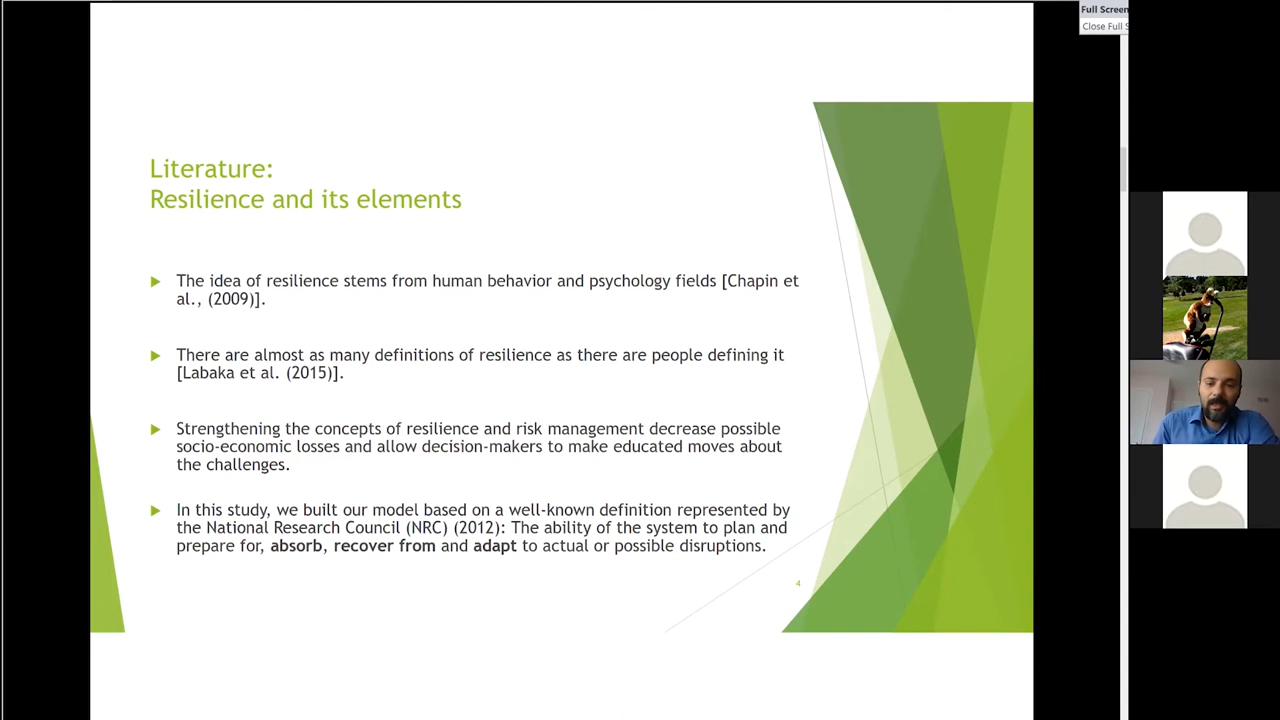 Full Screen
Close Full S
Literature:
Resilience and its elements
The idea of resilience stems from human behavior and psychology fields [Chapin et
al., (2009)].
There are almost as many definitions of resilience as there are people defining it
[Labaka et al. (2015)].
Strengthening the concepts of resilience and risk management decrease possible
socio-economic losses and allow decision-makers to make educated moves about
the challenges.
In this study, we built our model based on a well-known definition represented by
the National Research Council (NRC) (2012): The ability of the system to plan and
prepare for, absorb, recover from and adapt to actual or possible disruptions.
4